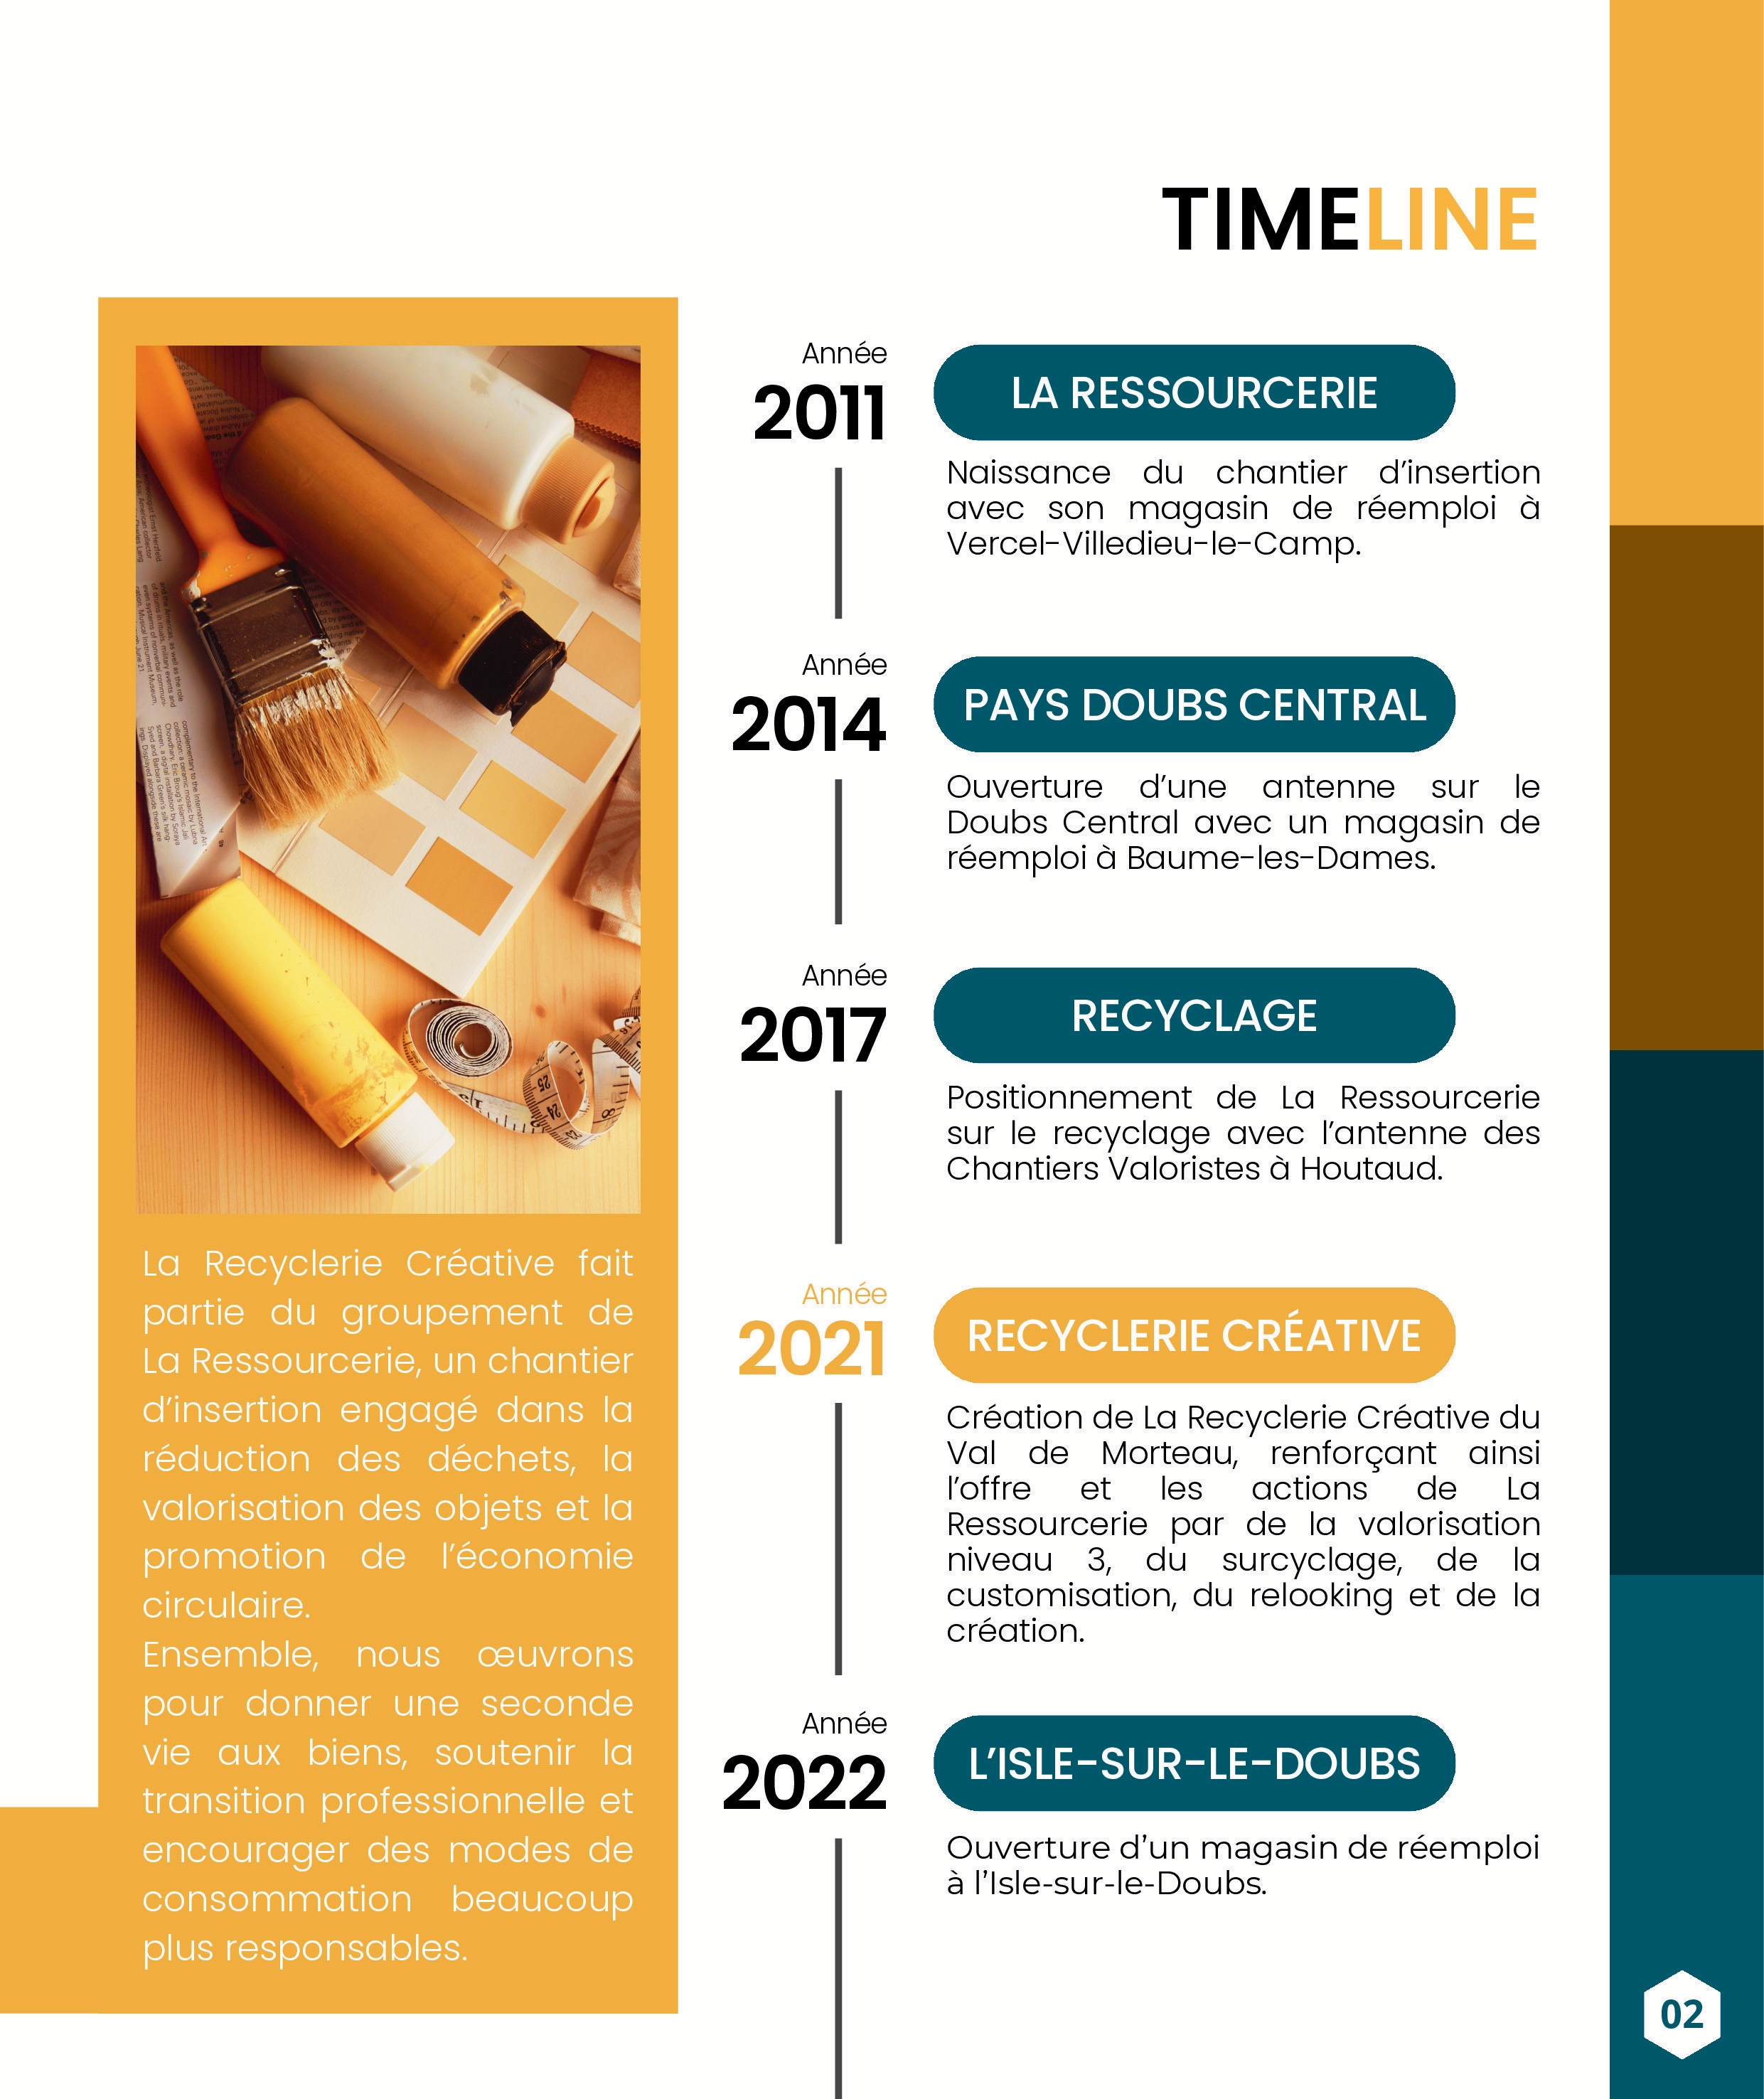 TIMELINE
La Recyclerie Créative fait
partie du groupement de
La Ressourcerie, un chantier
d’insertion engagé dans la
réduction des déchets, la
valorisation des objets et la
promotion de l’économie
circulaire.
Ensemble, nous œuvrons
pour donner une seconde
vie aux biens, soutenir la
transition professionnelle et
encourager des modes de
consommation beaucoup
plus responsables.
Année
2011
LA RESSOURCERIE
Naissance du chantier d’insertion
avec son magasin de réemploi à
Vercel-Villedieu-le-Camp.
Année
2014
PAYS DOUBS CENTRAL
Ouverture d’une antenne sur le
Doubs Central avec un magasin de
réemploi à Baume-les-Dames.
Année
2017
RECYCLAGE
Positionnement de La Ressourcerie
sur le recyclage avec l’antenne des
Chantiers Valoristes à Houtaud.
Année
2021
RECYCLERIE CRÉATIVE
Création de La Recyclerie Créative du
Val de Morteau, renforçant ainsi
l’offre et les actions de La
Ressourcerie par de la valorisation
niveau 3, du surcyclage, de la
customisation, du relooking et de la
création.
Année
2022
L’ISLE-SUR-LE-DOUBS
Ouverture d’un magasin de réemploi
à l’Isle-sur-le-Doubs.
02